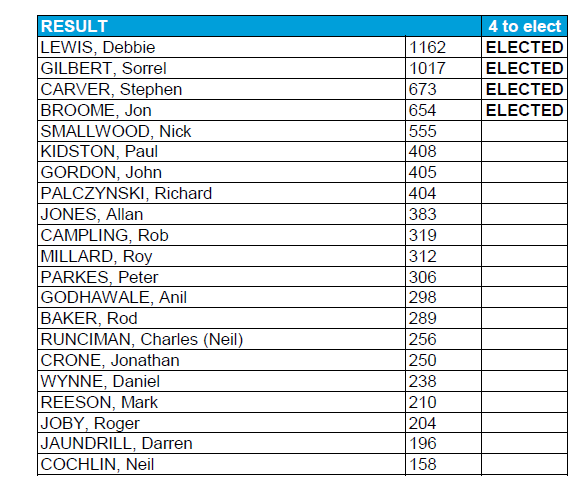 RESULT 4 to elect
LEWIS, Debbie 1162 ELECTED
GILBERT, Sorrel 1017 ELECTED
CARVER, Stephen 673 ELECTED
BROOME, Jon 654 ELECTED
SMALLWOOD, Nick 555
KIDSTON, Paul 408
GORDON, John 405
PALCZYNSKI, Richard 404
JONES, Allan 383
CAMPLING, Rob 319
MILLARD, Roy 312
PARKES, Peter 306
GODHAWALE, Anil 298
BAKER, Rod 289
RUNCIMAN, Charles (Neil) 256
CRONE, Jonathan 250
WYNNE, Daniel 238
REESON, Mark 210
JOBY, Roger 204
JAUNDRILL, Darren 196
COCHLIN, Neil 158